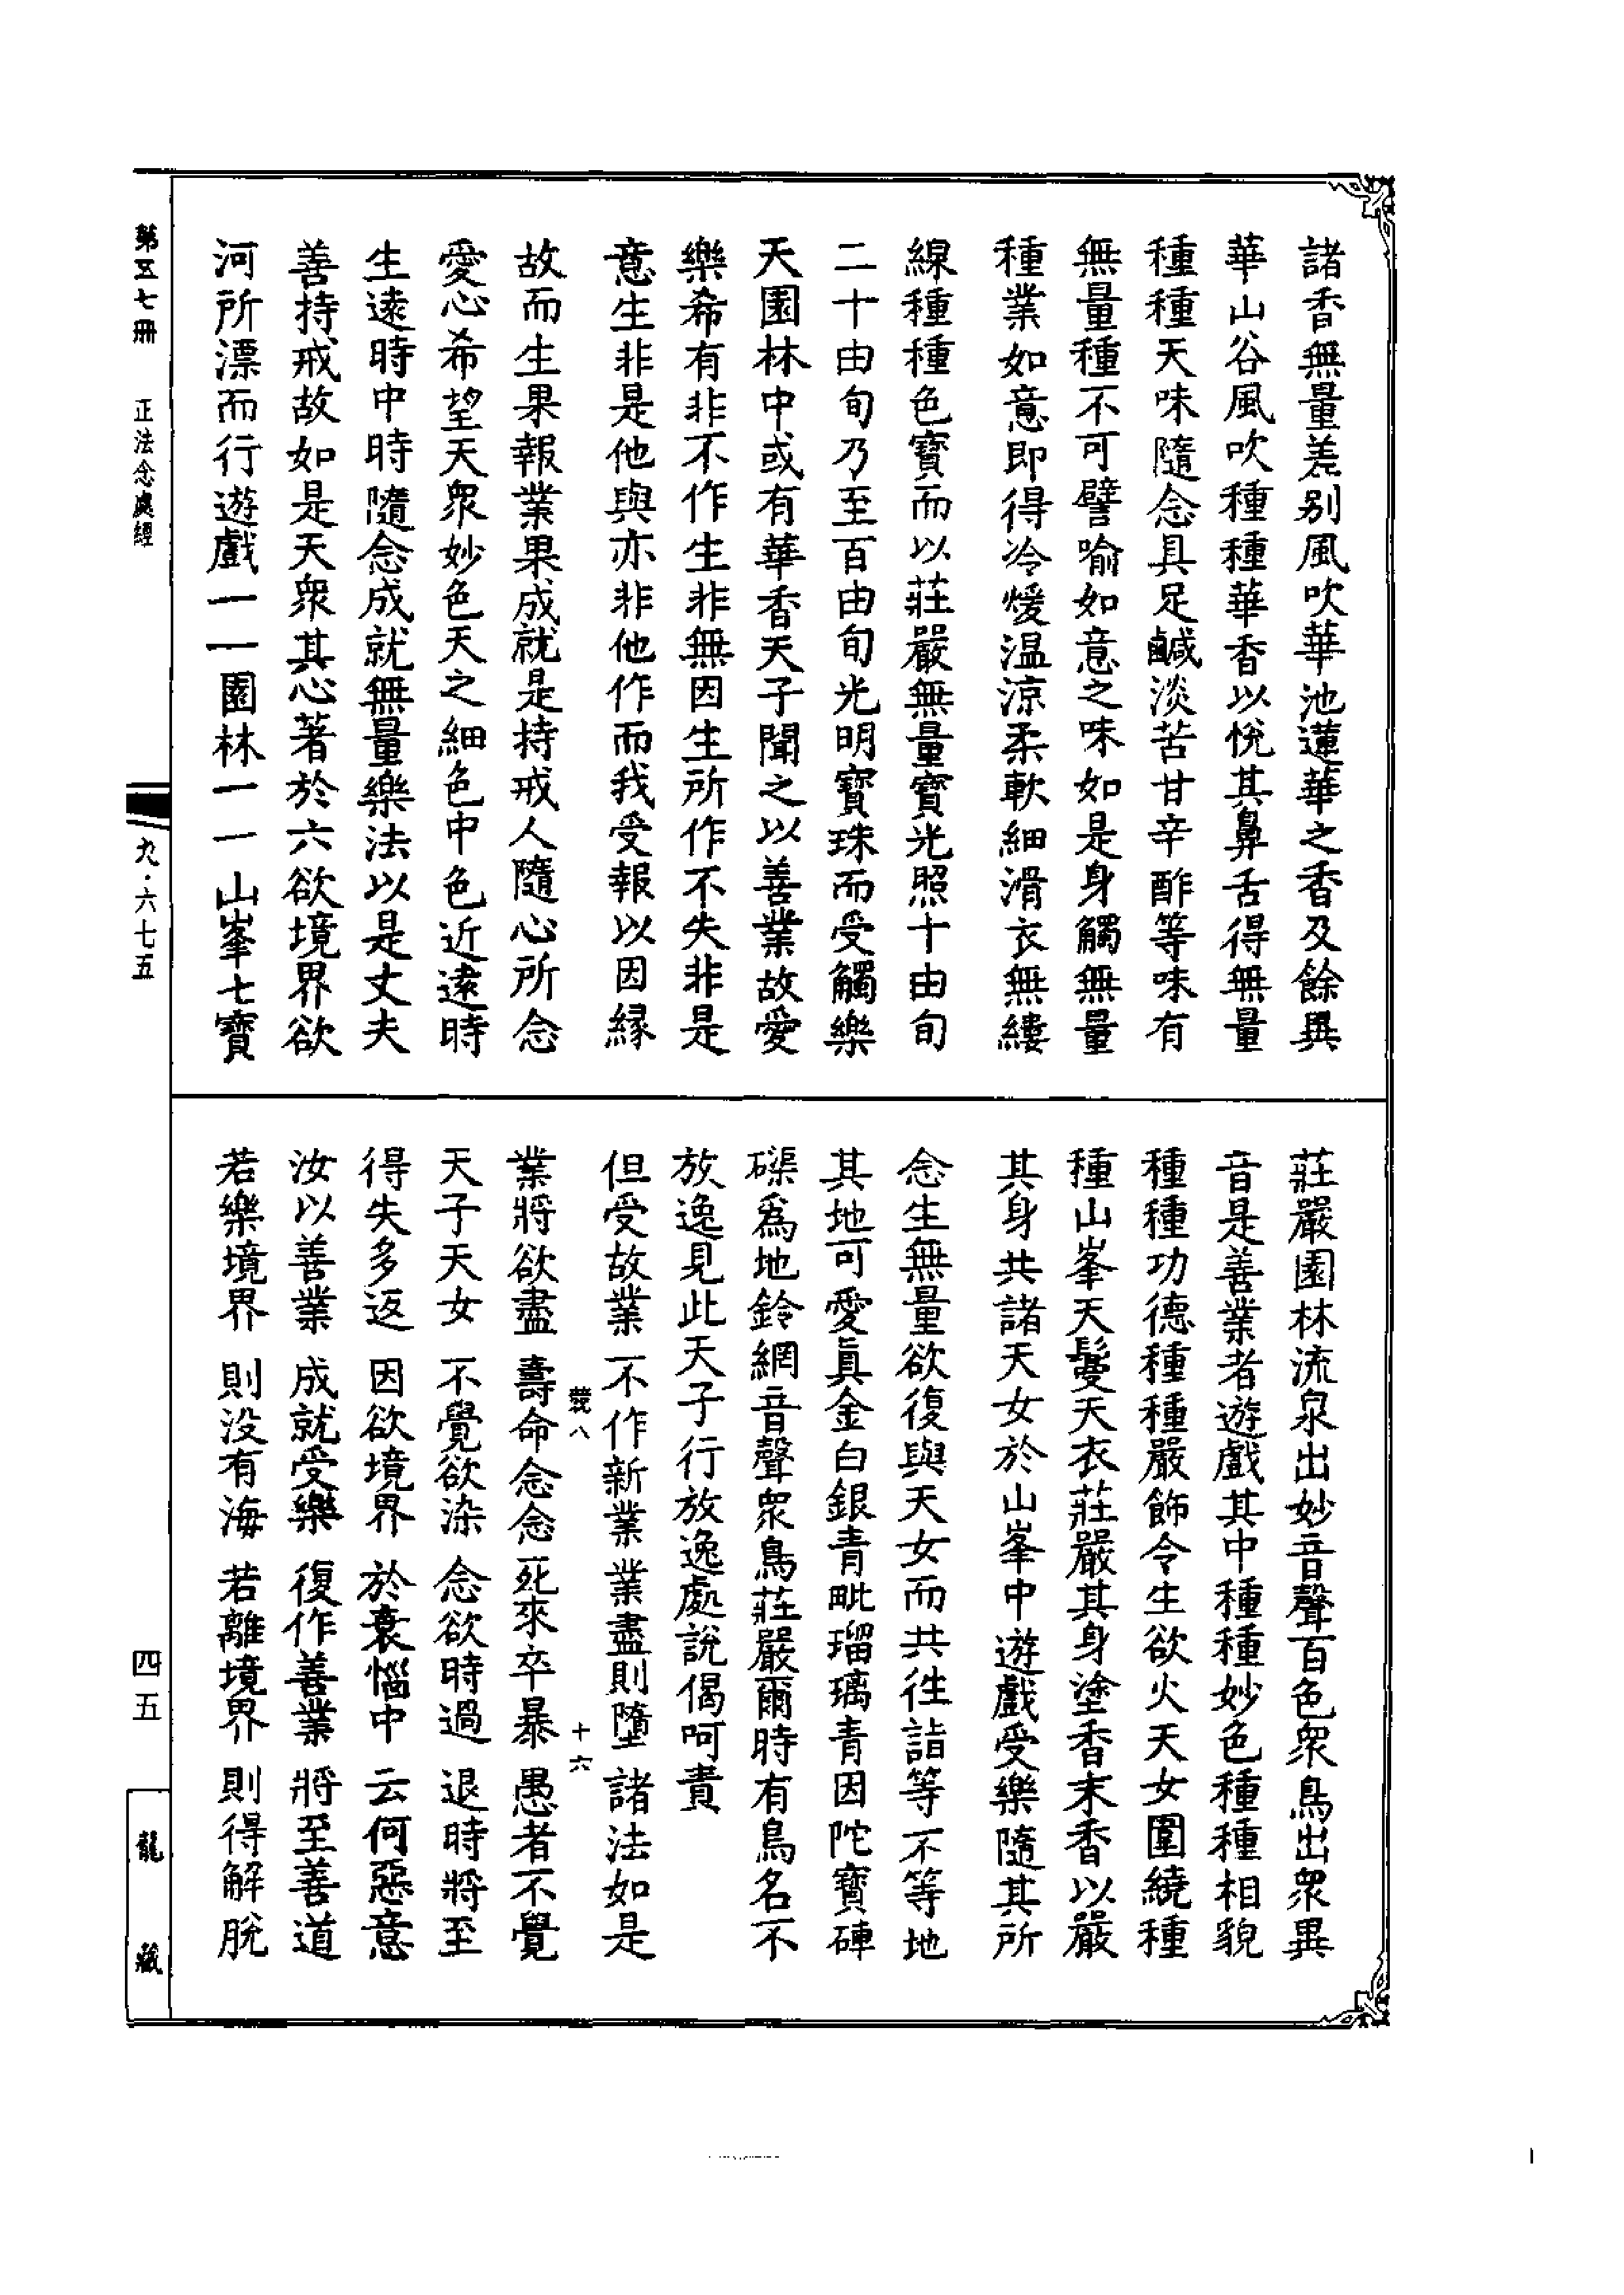 諸香無量差別風吹華池蓮華之香及餘異
華山谷風吹種種華香以悅其鼻舌得無量
種種天味隨念具足鹹淡苦甘辛酢等味有
無量種不可譬喻如意之味如是身觸無量
種業如意即得冷煖温涼柔軟細滑衣無縷
線種種色寶而以莊嚴無量寶光照十由旬
二十由旬乃至百由旬光明寶珠而受觸樂
天園林中或有華香天子聞之以善業故愛
樂希有非不作生非無因生所作不失非是
意生非是他與亦非他作而我受報以因縁
故而生果報業果成就是持戒人隨心所念
愛心希望天衆妙色天之細色中色近遠時
生遠時中時隨念成就無量樂法以是丈夫
善持戒故如是天衆其心著於六欲境界欲
河所漂而行遊戲一一園林一一山峯七寶
莊嚴園林流泉出妙音聲百色衆鳥出衆異
音是善業者遊戲其中種種妙色種種相貌
種種功德種種嚴飾令生欲火天女圍繞種
種山峯天鬘天衣莊嚴其身塗香末香以嚴
其身共諸天女於山峯中遊戲受樂隨其所
念生無量欲復與天女而共往詣等不等地
其地可愛眞金白銀青毗瑠璃青因陀寶硨
磲爲地鈴網音聲衆鳥莊嚴爾時有鳥名不
放逸見此天子行放逸處說偈呵責
但受故業 不作新業 業盡則墮 諸法如是
兢八 十六
業將欲盡 壽命念念 死來卒暴 愚者不覺
天子天女 不覺欲染 念欲時過 退時將至
得失多返 因欲境界 於衰惱中 云何惡意
汝以善業 成就受樂 復作善業 將至善道
若樂境界 則没有海 若離境界 則得解脫
第五七冊 正法念處經 九·六七五 四五 龍藏